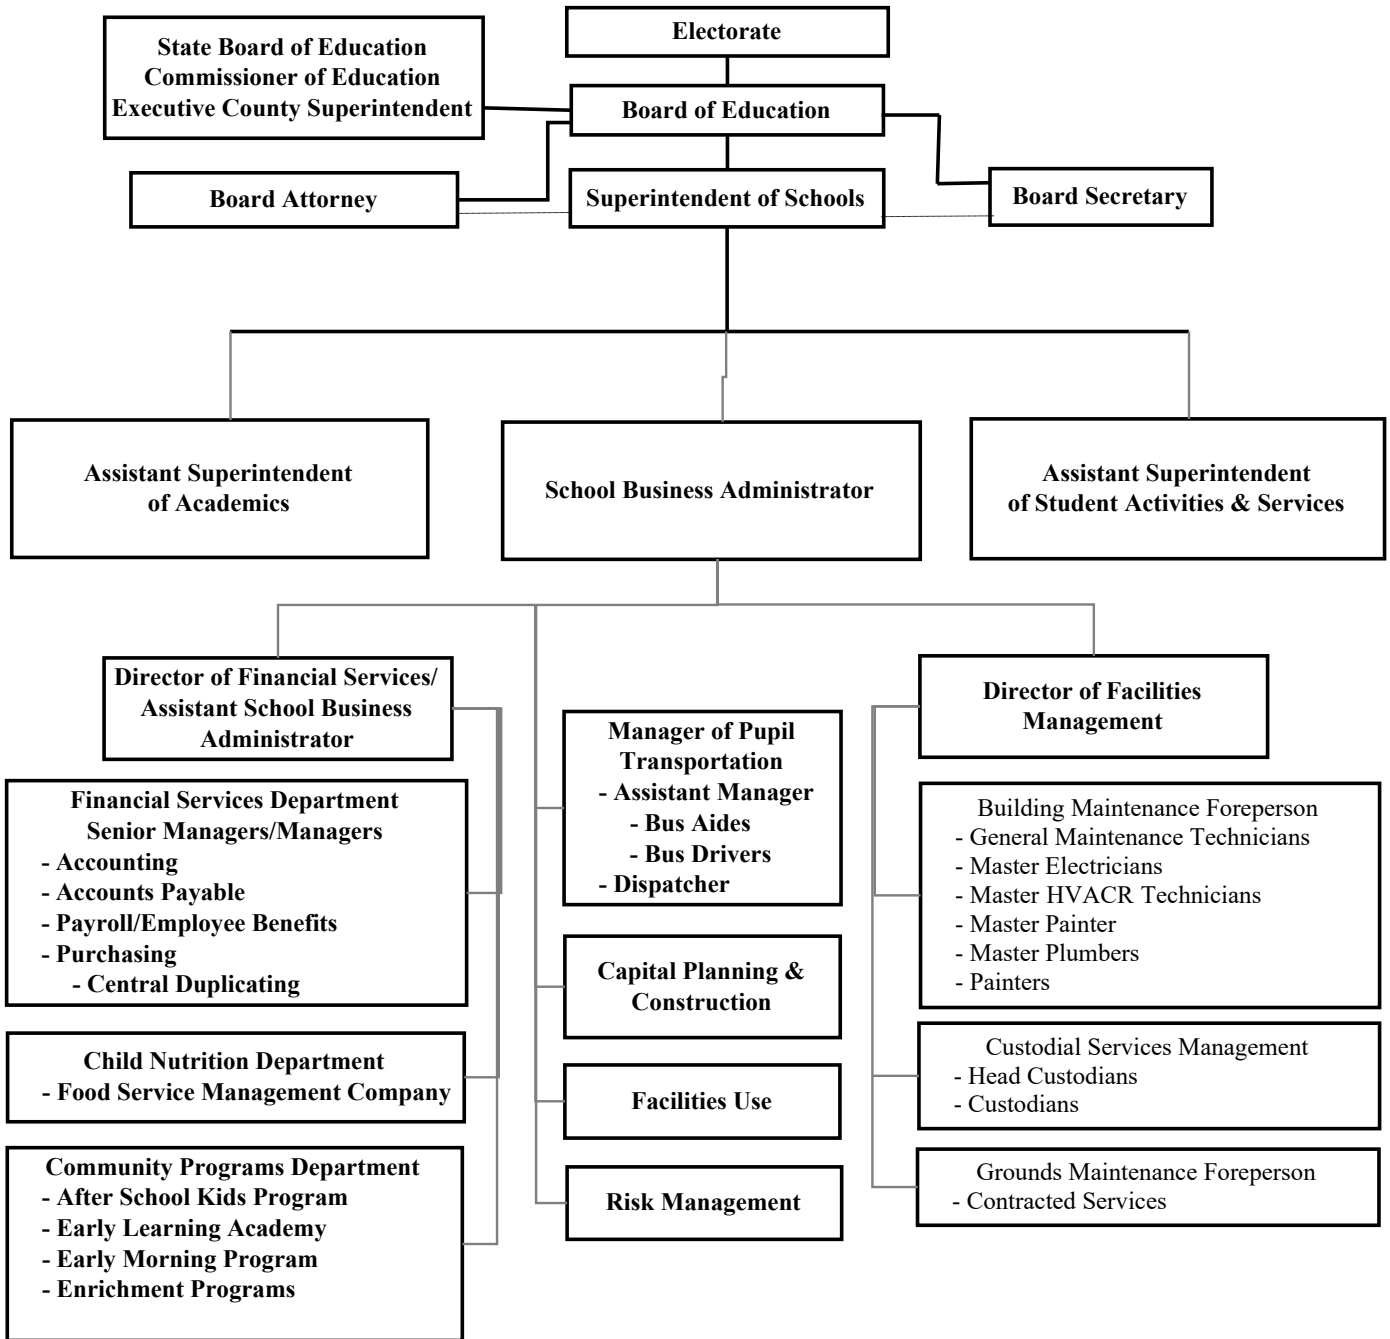 Electorate
State Board of Education
Commissioner of Education
Executive County Superintendent
Board of Education
Board Attorney
Superintendent of Schools
Board Secretary
Assistant Superintendent
of Academics
School Business Administrator
Assistant Superintendent
of Student Activities & Services
Director of Financial Services/
Assistant School Business
Administrator
Financial Services Department
Senior Managers/Managers
- Accounting
- Accounts Payable
- Payroll/Employee Benefits
- Purchasing
- Central Duplicating
Child Nutrition Department
- Food Service Management Company
Community Programs Department
- After School Kids Program
- Early Learning Academy
- Early Morning Program
- Enrichment Programs
Manager of Pupil
Transportation
- Assistant Manager
- Bus Aides
- Bus Drivers
- Dispatcher
Capital Planning &
Construction
Facilities Use
Risk Management
Director of Facilities
Management
Building Maintenance Foreperson
- General Maintenance Technicians
- Master Electricians
- Master HVACR Technicians
- Master Painter
- Master Plumbers
- Painters
Custodial Services Management
- Head Custodians
- Custodians
Grounds Maintenance Foreperson
- Contracted Services